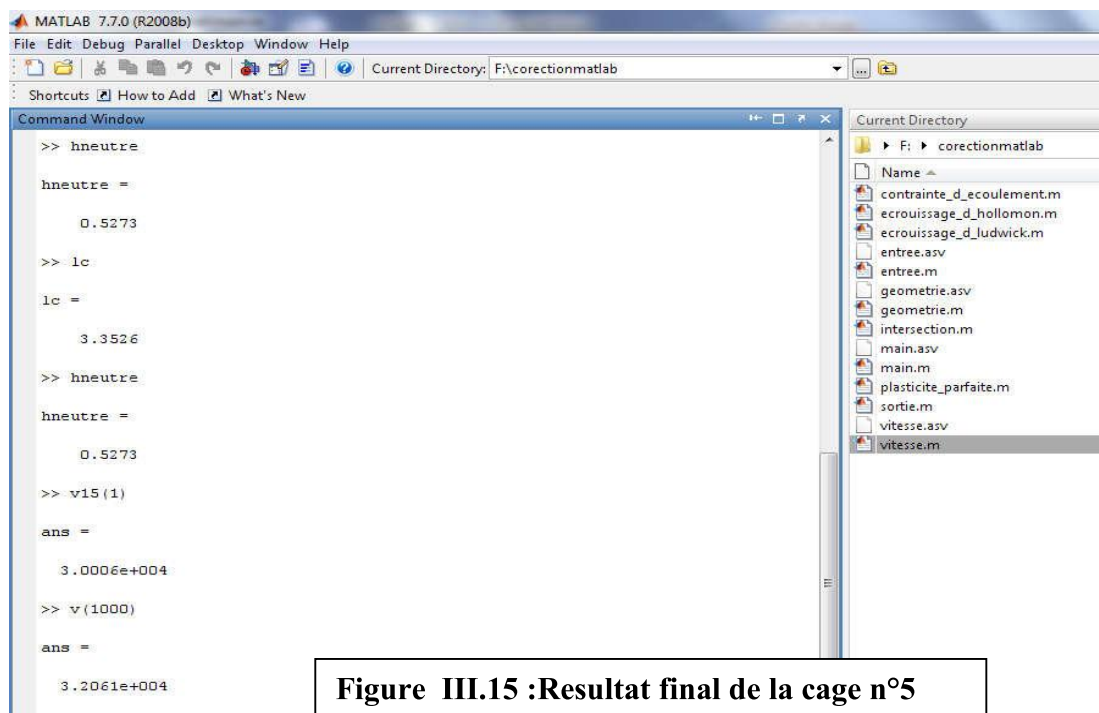 MATLAB 7.7.0 (R2008b)
File Edit Debug Parallel Desktop Window Help
Current Directory: F:\corectionmatlab
...
Shortcuts How to Add What's New
Command Window
>> hneutre
hneutre =
0.5273
>> lc
lc =
3.3526
>> hneutre
hneutre =
0.5273
>> v15(1)
ans =
3.0006e+004
>> v(1000)
ans =
3.2061e+004
Current Directory
F: corectionmatlab
Name
contrainte_d_ecoulement.m
ecrouissage_d_hollomon.m
ecrouissage_d_ludwick.m
entree.asv
entree.m
geometrie.asv
geometrie.m
intersection.m
main.asv
main.m
plasticite_parfaite.m
sortie.m
vitesse.asv
vitesse.m
Figure III.15 :Resultat final de la cage n°5